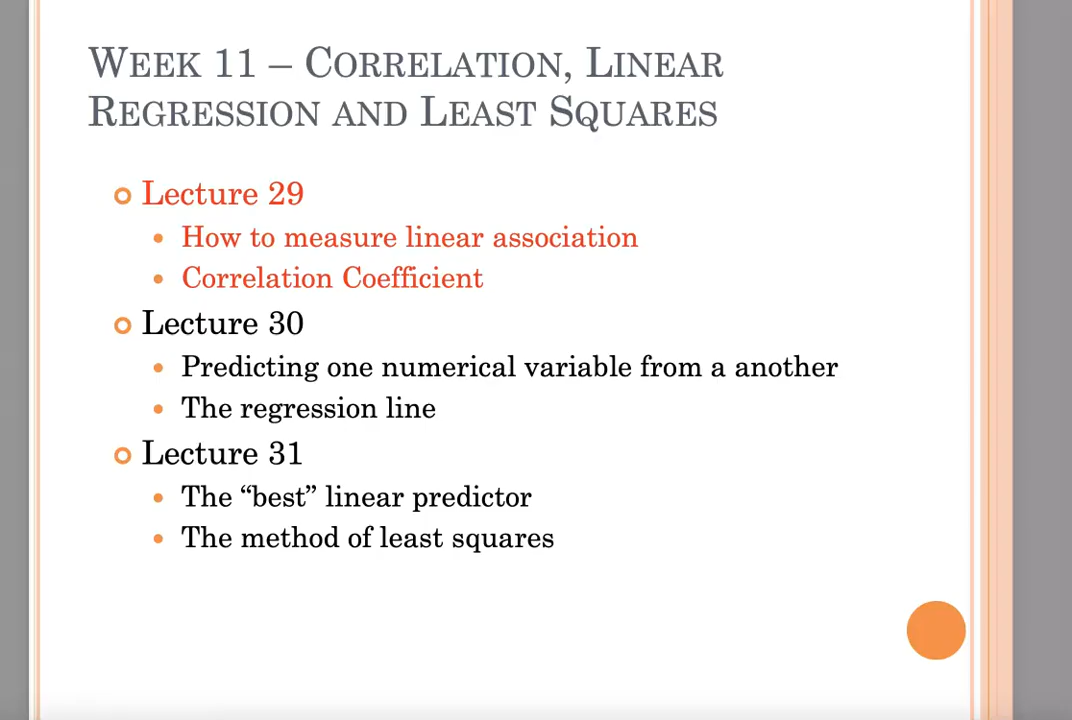 WEEK 11 – CORRELATION, LINEAR
REGRESSION AND LEAST SQUARES
Lecture 29
How to measure linear association
Correlation Coefficient
Lecture 30
Predicting one numerical variable from a another
The regression line
Lecture 31
The “best” linear predictor
The method of least squares